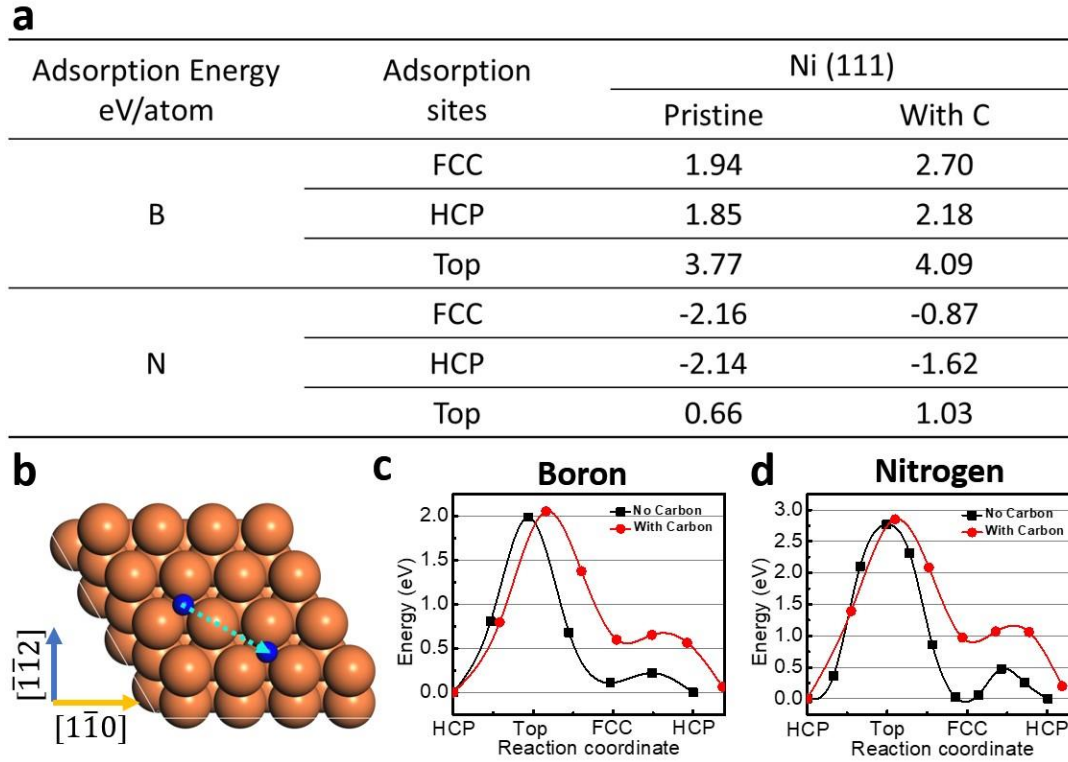 a
Adsorption Energy eV/atom Adsorption sites Ni (111)
Pristine With C
B FCC 1.94 2.70
HCP 1.85 2.18
Top 3.77 4.09
N FCC -2.16 -0.87
HCP -2.14 -1.62
Top 0.66 1.03
b
[1̄1̄2]
[11̄0]
c Boron
No Carbon
With Carbon
Energy (eV)
2.0
1.5
1.0
0.5
0.0
HCP Top FCC HCP
Reaction coordinate
d Nitrogen
No Carbon
With Carbon
Energy (eV)
3.0
2.5
2.0
1.5
1.0
0.5
0.0
HCP Top FCC HCP
Reaction coordinate